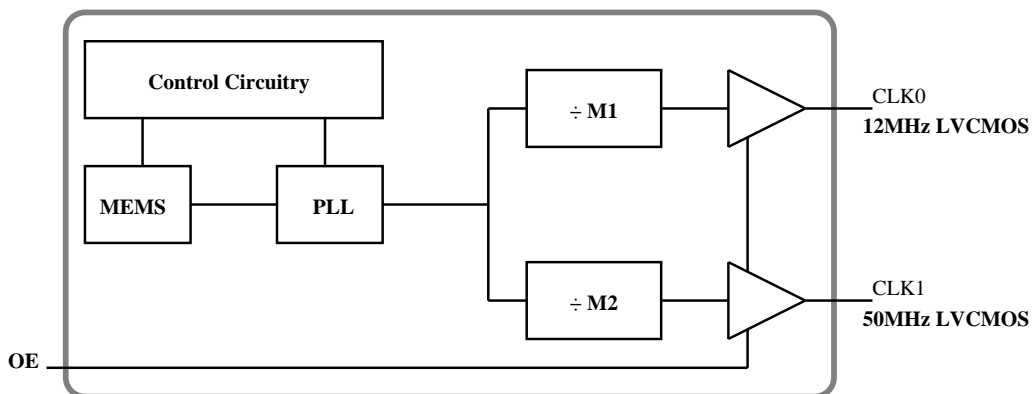 Control Circuitry
MEMS
PLL
÷ M1
÷ M2
CLK0
12MHz LVCMOS
CLK1
50MHz LVCMOS
OE